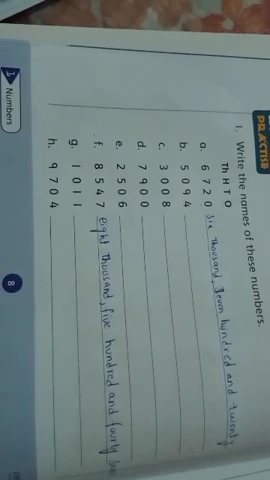 PRACTISE
1. Write the names of these numbers.
Th H T O
a. 6 7 2 0 Six thousand, Seven hundred and twenty
b. 5 0 9 4
c. 3 0 0 8
d. 7 9 0 0
e. 2 5 0 6
f. 8 5 4 7 eight thousand, five hundred and fourty
g. 1 0 1 1
h. 9 7 0 4
1 Numbers
8